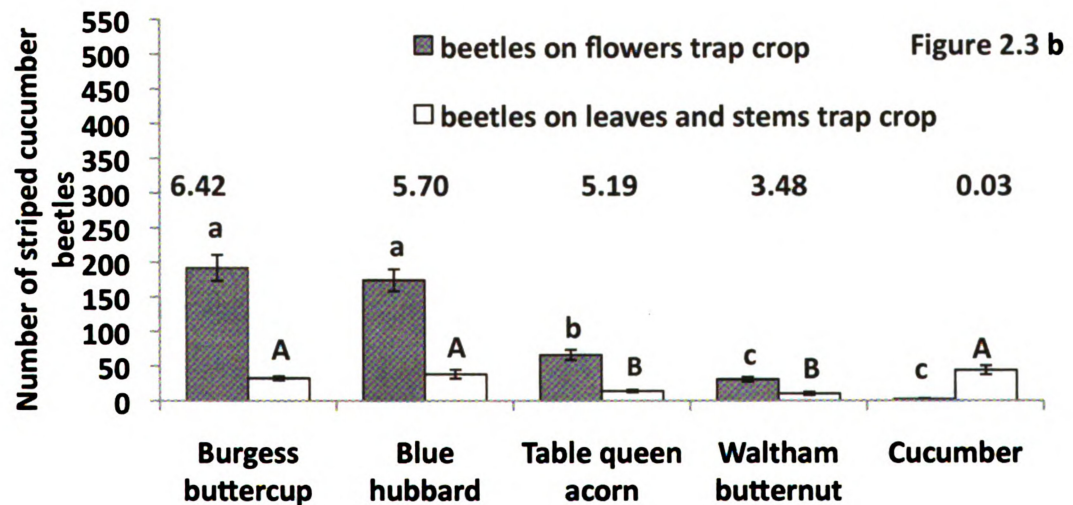 Number of striped cucumber
beetles
550
500
450
400
350
300
250
200
150
100
50
0
beetles on flowers trap crop
Figure 2.3 b
beetles on leaves and stems trap crop
6.42 5.70 5.19 3.48 0.03
a A a A b B c B c A
Burgess
buttercup
Blue
hubbard
Table queen
acorn
Waltham
butternut
Cucumber